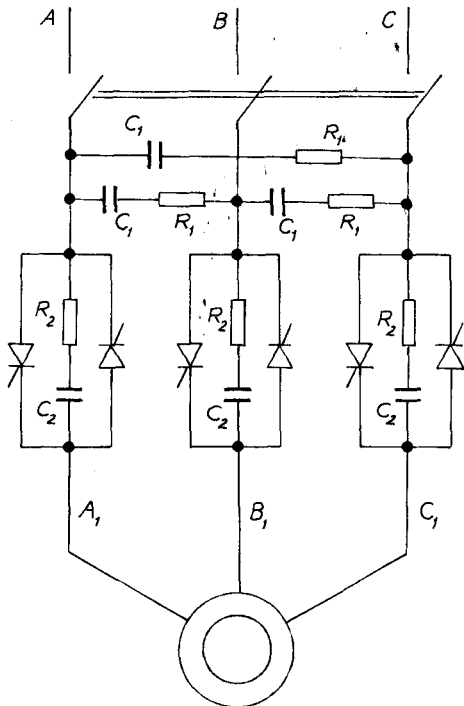 A B C
C₁ R₁
C₁ R₁ C₁ R₁
R₂ R₂ R₂
C₂ C₂ C₂
A₁ B₁ C₁